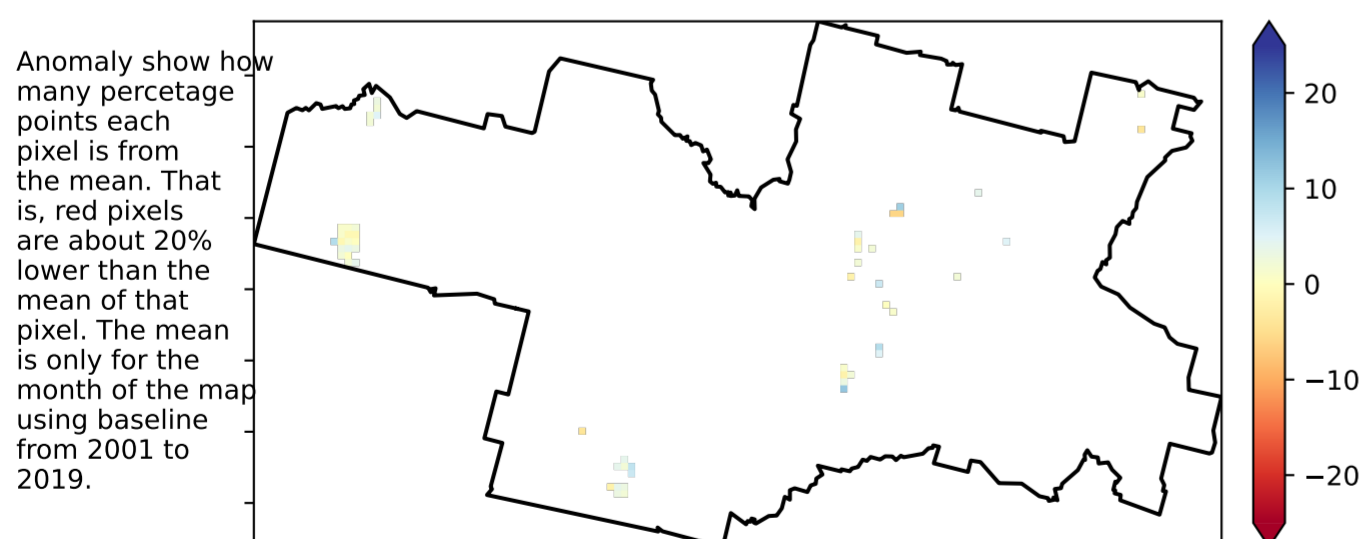 Anomaly show how
many percetage
points each
pixel is from
the mean. That
is, red pixels
are about 20%
lower than the
mean of that
pixel. The mean
is only for the
month of the map
using baseline
from 2001 to
2019.
20
10
0
−10
−20